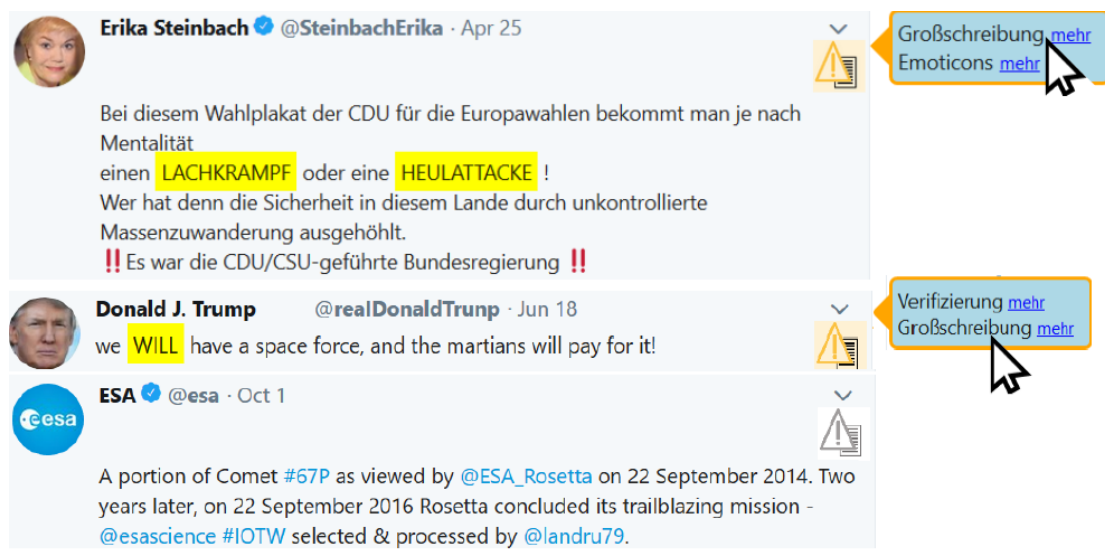 Erika Steinbach @SteinbachErika · Apr 25
Großschreibung mehr
Emoticons mehr
Bei diesem Wahlplakat der CDU für die Europawahlen bekommt man je nach
Mentalität
einen LACHKRAMPF oder eine HEULATTACKE !
Wer hat denn die Sicherheit in diesem Lande durch unkontrollierte
Massenzuwanderung ausgehöhlt.
‼ Es war die CDU/CSU-geführte Bundesregierung ‼
Donald J. Trump @realDonaldTrunp · Jun 18
Verifizierung mehr
Großschreibung mehr
we WILL have a space force, and the martians will pay for it!
ESA @esa · Oct 1
esa
A portion of Comet #67P as viewed by @ESA_Rosetta on 22 September 2014. Two
years later, on 22 September 2016 Rosetta concluded its trailblazing mission -
@esascience #IOTW selected & processed by @landru79.